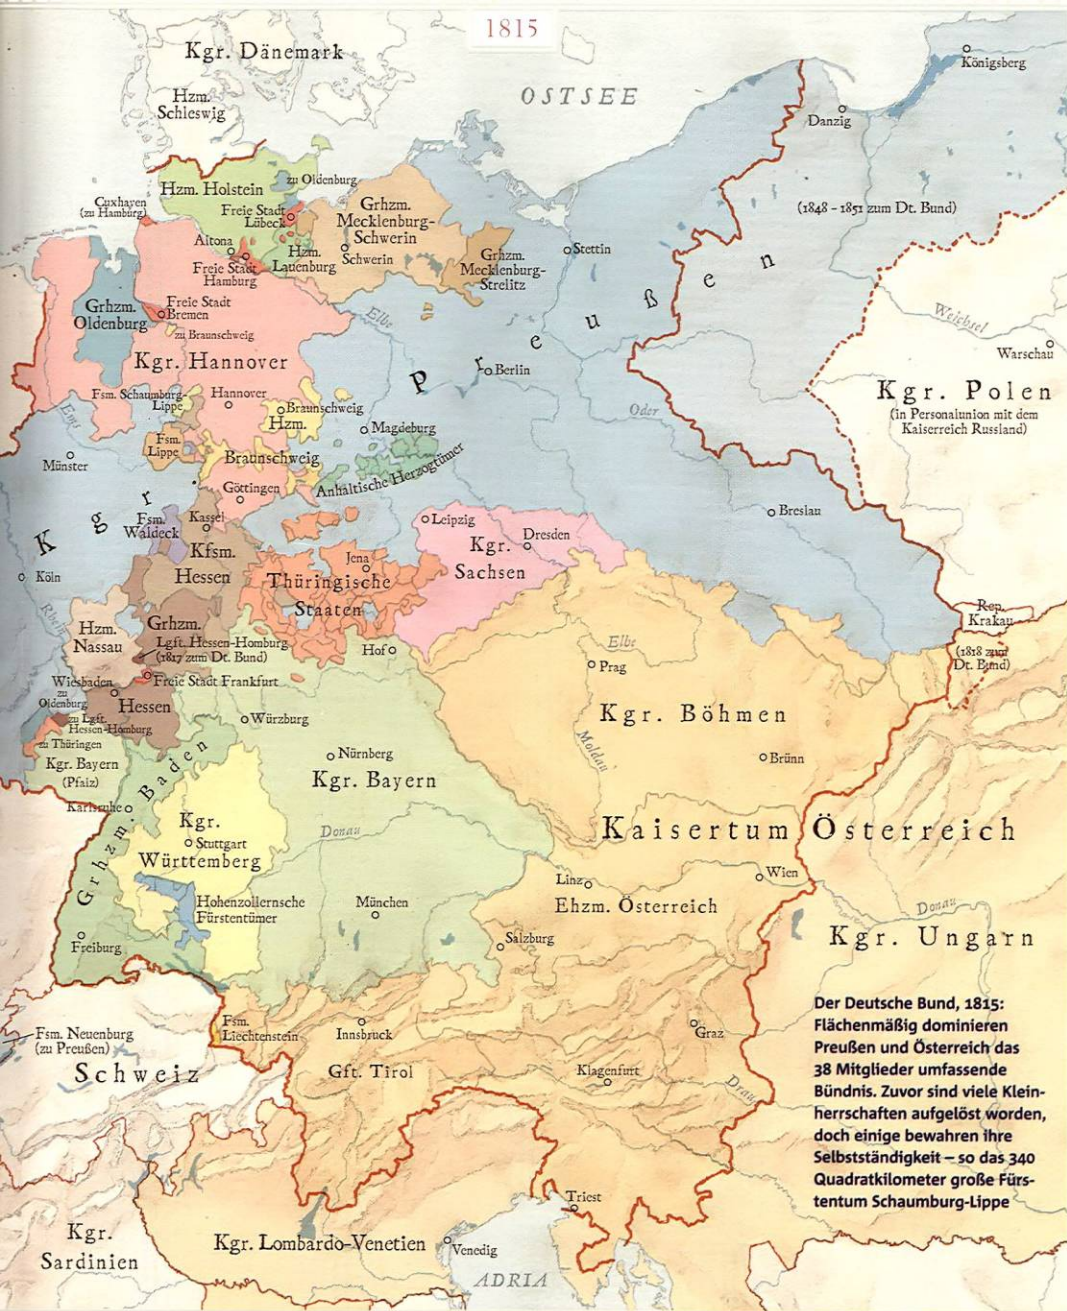 1815
Kgr. Dänemark
Hzm.
Schleswig
OSTSEE
Königsberg
Danzig
(1848 - 1851 zum Dt. Bund)
Hzm. Holstein
zu Oldenburg
Cuxhaven
(zu Hamburg)
Freie Stadt
Lübeck
Altona
Freie Stadt
Hamburg
Hzm.
Lauenburg
Grhzm.
Mecklenburg-
Schwerin
Schwerin
Grhzm.
Mecklenburg-
Strelitz
Stettin
Grhzm.
Oldenburg
Freie Stadt
Bremen
zu Braunschweig
Kgr. Hannover
Elbe
Kgr. Preußen
Berlin
Oder
Weichsel
Warschau
Kgr. Polen
(in Personalunion mit dem
Kaiserreich Russland)
Fsm. Schaumburg-
Lippe
Hannover
Braunschweig
Hzm.
Braunschweig
Magdeburg
Ems
Fsm.
Lippe
Münster
Göttingen
Anhaltische Herzogtümer
Breslau
Fsm.
Waldeck
Kassel
Kfsm.
Hessen
Leipzig
Dresden
Kgr.
Sachsen
Jena
Thüringische
Staaten
Köln
Rhein
Hzm.
Nassau
Grhzm.
Lgft. Hessen-Homburg
(1817 zum Dt. Bund)
Hof
Rep.
Krakau
(1818 zum
Dt. Bund)
Wiesbaden
Freie Stadt Frankfurt
zu
Oldenburg
Hessen
zu Lgft.
Hessen-Homburg
zu Thüringen
Würzburg
Elbe
Prag
Kgr. Böhmen
Moldau
Brünn
Kgr. Bayern
(Pfalz)
Nürnberg
Kgr. Bayern
Karlsruhe
Grhzm. Baden
Kgr.
Stuttgart
Württemberg
Donau
Kaisertum Österreich
Hohenzollernsche
Fürstentümer
München
Linz
Wien
Ehzm. Österreich
Donau
Kgr. Ungarn
Freiburg
Salzburg
Fsm. Neuenburg
(zu Preußen)
Schweiz
Fsm.
Liechtenstein
Innsbruck
Gft. Tirol
Graz
Klagenfurt
Drau
Der Deutsche Bund, 1815:
Flächenmäßig dominieren
Preußen und Österreich das
38 Mitglieder umfassende
Bündnis. Zuvor sind viele Klein-
herrschaften aufgelöst worden,
doch einige bewahren ihre
Selbstständigkeit – so das 340
Quadratkilometer große Fürs-
tentum Schaumburg-Lippe
Triest
Kgr.
Sardinien
Kgr. Lombardo-Venetien
Venedig
ADRIA